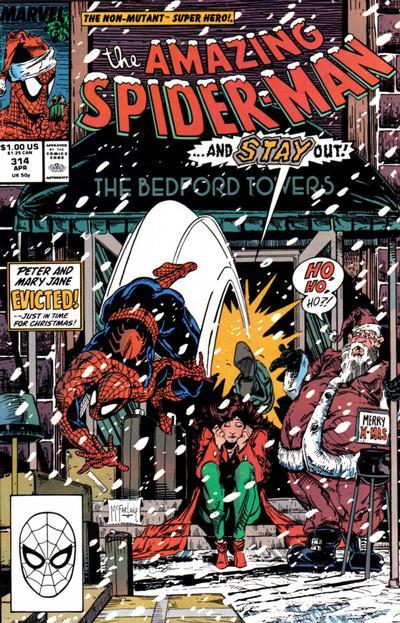 MARVEL
THE NON-MUTANT™ SUPER HERO!
the AMAZING
SPIDER-MAN
$1.00 US
$1.25 CAN
314
APR
UK 50p
APPROVED
BY THE
COMICS
CODE
AUTHORITY
...AND STAY OUT!
THE BEDFORD TOWERS
PETER AND
MARY JANE
EVICTED!
--JUST IN TIME
FOR CHRISTMAS!
HO
HO..
HO?!
MERRY
X-MAS
McFARLANE